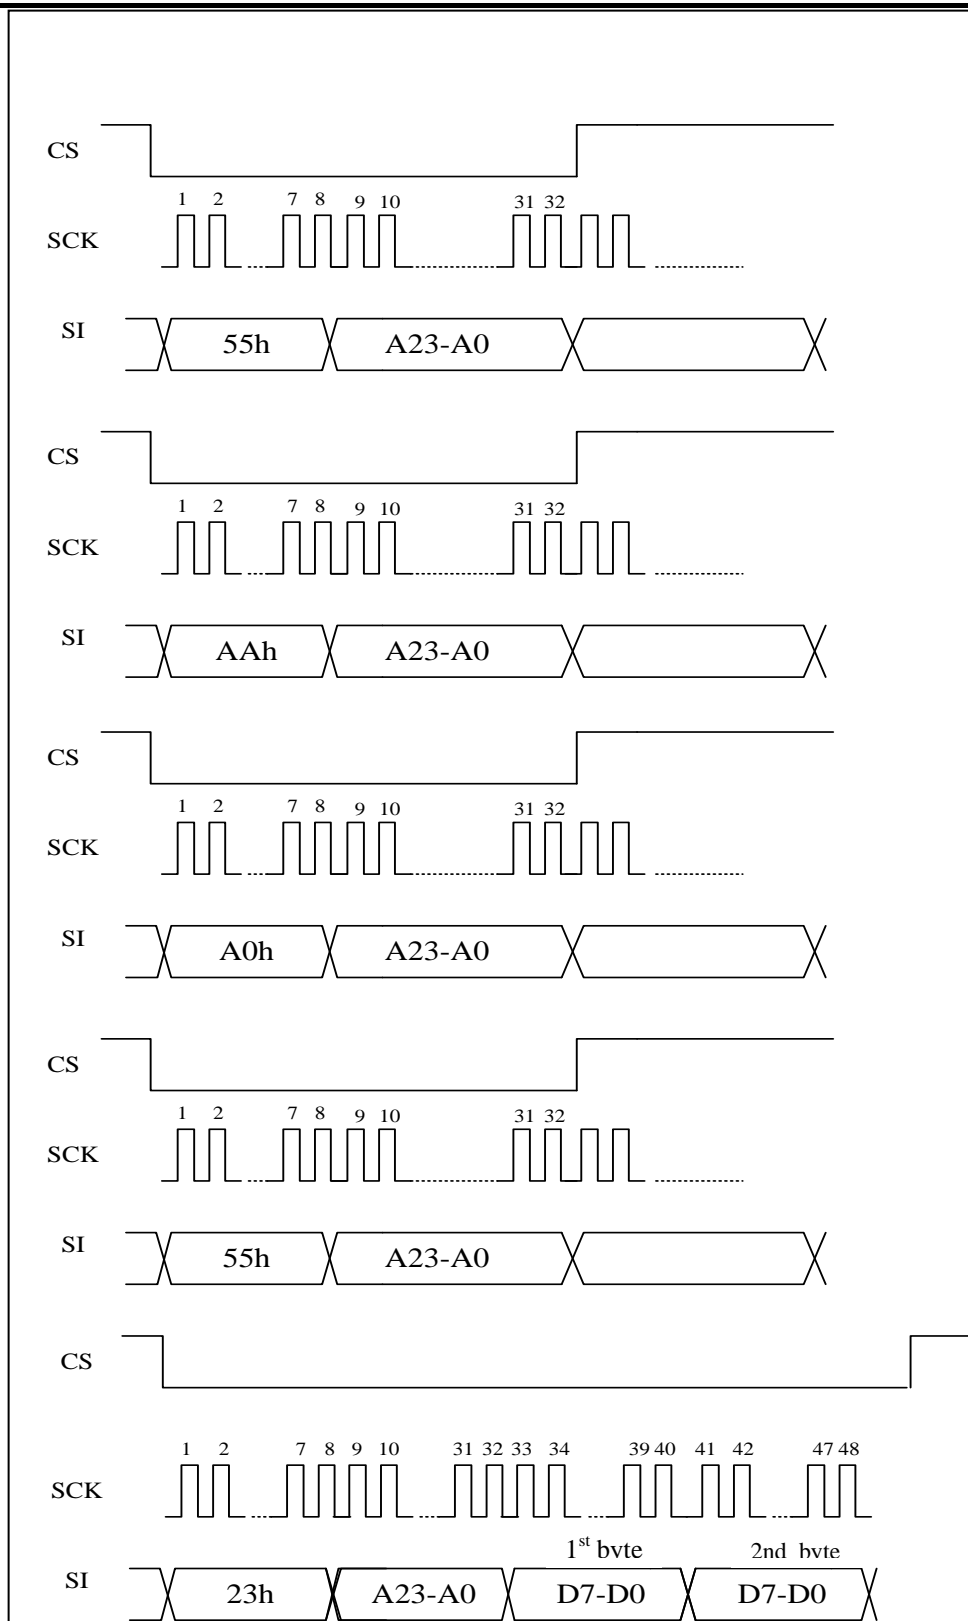 CS
1 2 7 8 9 10 31 32
SCK
SI 55h A23-A0
CS
1 2 7 8 9 10 31 32
SCK
SI AAh A23-A0
CS
1 2 7 8 9 10 31 32
SCK
SI A0h A23-A0
CS
1 2 7 8 9 10 31 32
SCK
SI 55h A23-A0
CS
1 2 7 8 9 10 31 32 33 34 39 40 41 42 47 48
SCK
1st byte 2nd byte
SI 23h A23-A0 D7-D0 D7-D0